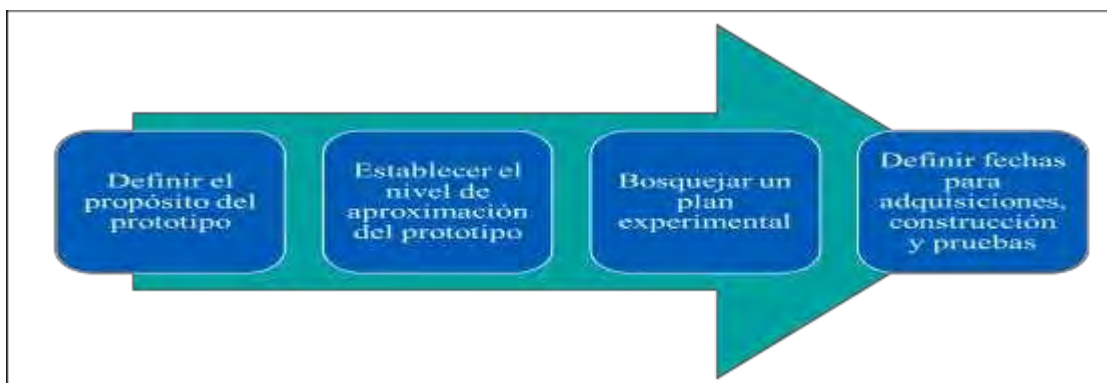 Definir el
propósito del
prototipo
Establecer el
nivel de
aproximación
del prototipo
Bosquejar un
plan
experimental
Definir fechas
para
adquisiciones,
construcción
y pruebas